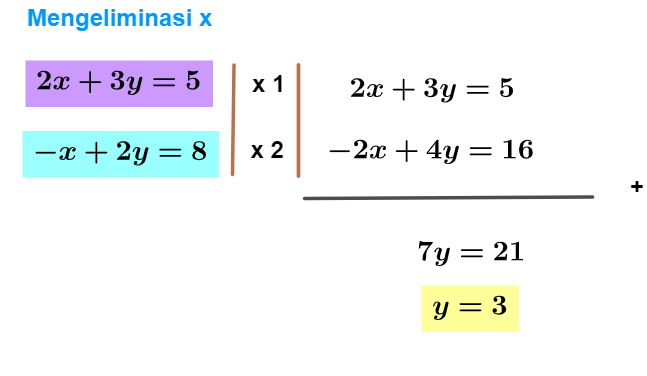 Mengeliminasi x
2x + 3y = 5 | x 1 | 2x + 3y = 5
−x + 2y = 8 | x 2 | −2x + 4y = 16
+
7y = 21
y = 3